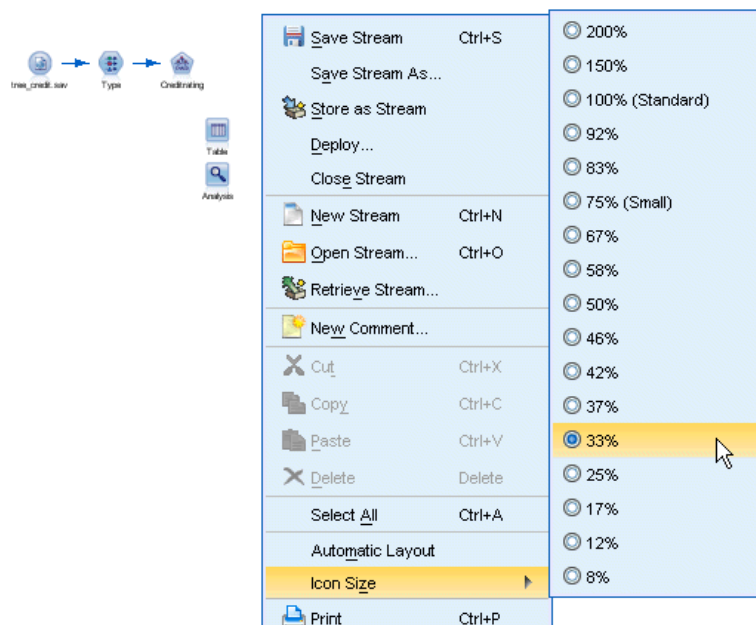 tree_credit.sav
Type
Creditrating
Table
Analysis
Save Stream Ctrl+S
Save Stream As...
Store as Stream
Deploy...
Close Stream
New Stream Ctrl+N
Open Stream... Ctrl+O
Retrieve Stream...
New Comment...
Cut Ctrl+X
Copy Ctrl+C
Paste Ctrl+V
Delete Delete
Select All Ctrl+A
Automatic Layout
Icon Size
Print Ctrl+P
200%
150%
100% (Standard)
92%
83%
75% (Small)
67%
58%
50%
46%
42%
37%
33%
25%
17%
12%
8%